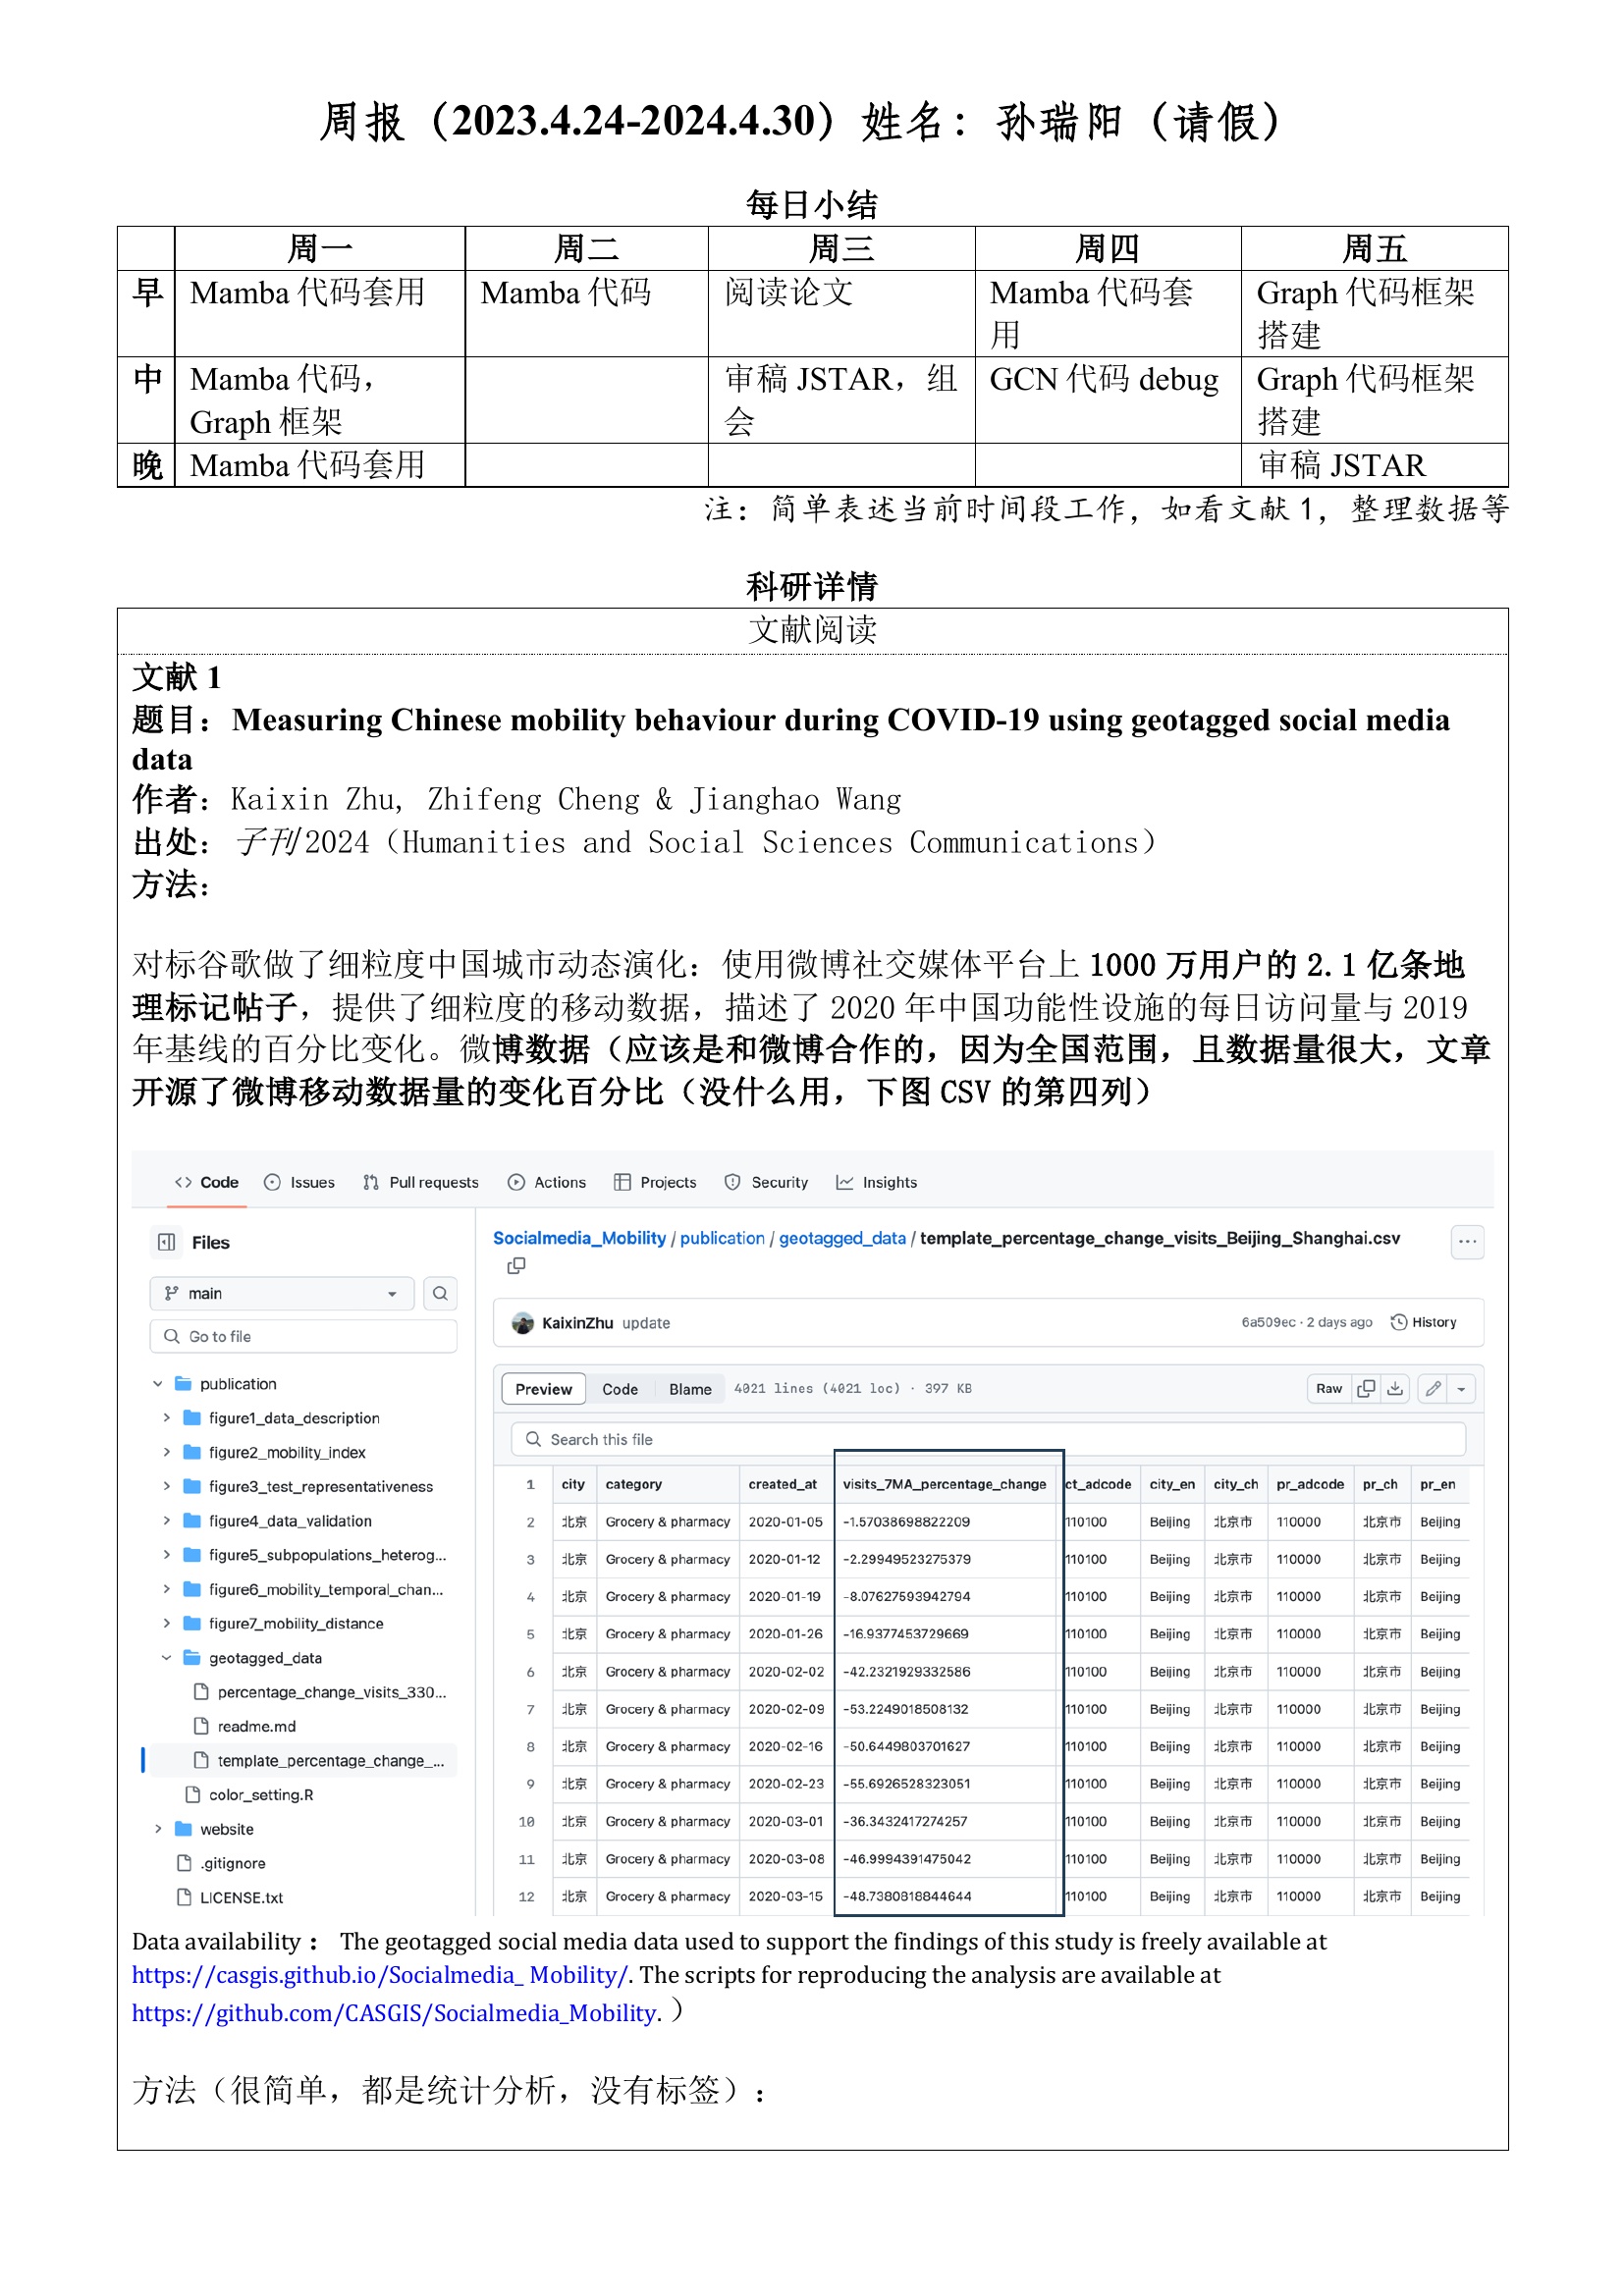 周报（2023.4.24-2024.4.30）姓名：孙瑞阳（请假）
每日小结
周一 周二 周三 周四 周五
早 Mamba 代码套用 Mamba 代码 阅读论文 Mamba 代码套用 Graph 代码框架搭建
中 Mamba 代码，Graph 框架 审稿 JSTAR，组会 GCN 代码 debug Graph 代码框架搭建
晚 Mamba 代码套用 审稿 JSTAR
注：简单表述当前时间段工作，如看文献 1，整理数据等
科研详情
文献阅读
文献 1
题目：Measuring Chinese mobility behaviour during COVID-19 using geotagged social media
data
作者：Kaixin Zhu, Zhifeng Cheng & Jianghao Wang
出处：子刊 2024（Humanities and Social Sciences Communications）
方法：
对标谷歌做了细粒度中国城市动态演化：使用微博社交媒体平台上 1000 万用户的 2.1 亿条地
理标记帖子，提供了细粒度的移动数据，描述了 2020 年中国功能性设施的每日访问量与 2019
年基线的百分比变化。微博数据（应该是和微博合作的，因为全国范围，且数据量很大，文章
开源了微博移动数据量的变化百分比（没什么用，下图 CSV 的第四列）
Code Issues Pull requests Actions Projects Security Insights
Files
main
Go to file
publication
figure1_data_description
figure2_mobility_index
figure3_test_representativeness
figure4_data_validation
figure5_subpopulations_heterog...
figure6_mobility_temporal_chan...
figure7_mobility_distance
geotagged_data
percentage_change_visits_330...
readme.md
template_percentage_change_...
color_setting.R
website
.gitignore
LICENSE.txt
Socialmedia_Mobility / publication / geotagged_data / template_percentage_change_visits_Beijing_Shanghai.csv
KaixinZhu update 6a509ec · 2 days ago History
Preview Code Blame 4021 lines (4021 loc) · 397 KB Raw
Search this file
1 city category created_at visits_7MA_percentage_change ct_adcode city_en city_ch pr_adcode pr_ch pr_en
2 北京 Grocery & pharmacy 2020-01-05 -1.57038698822209 110100 Beijing 北京市 110000 北京市 Beijing
3 北京 Grocery & pharmacy 2020-01-12 -2.29949523275379 110100 Beijing 北京市 110000 北京市 Beijing
4 北京 Grocery & pharmacy 2020-01-19 -8.07627593942794 110100 Beijing 北京市 110000 北京市 Beijing
5 北京 Grocery & pharmacy 2020-01-26 -16.9377453729669 110100 Beijing 北京市 110000 北京市 Beijing
6 北京 Grocery & pharmacy 2020-02-02 -42.2321929332586 110100 Beijing 北京市 110000 北京市 Beijing
7 北京 Grocery & pharmacy 2020-02-09 -53.2249018508132 110100 Beijing 北京市 110000 北京市 Beijing
8 北京 Grocery & pharmacy 2020-02-16 -50.6449803701627 110100 Beijing 北京市 110000 北京市 Beijing
9 北京 Grocery & pharmacy 2020-02-23 -55.6926528323051 110100 Beijing 北京市 110000 北京市 Beijing
10 北京 Grocery & pharmacy 2020-03-01 -36.3432417274257 110100 Beijing 北京市 110000 北京市 Beijing
11 北京 Grocery & pharmacy 2020-03-08 -46.9994391475042 110100 Beijing 北京市 110000 北京市 Beijing
12 北京 Grocery & pharmacy 2020-03-15 -48.7380818844644 110100 Beijing 北京市 110000 北京市 Beijing
Data availability： The geotagged social media data used to support the findings of this study is freely available at
https://casgis.github.io/Socialmedia_ Mobility/. The scripts for reproducing the analysis are available at
https://github.com/CASGIS/Socialmedia_Mobility. ）
方法（很简单，都是统计分析，没有标签）：